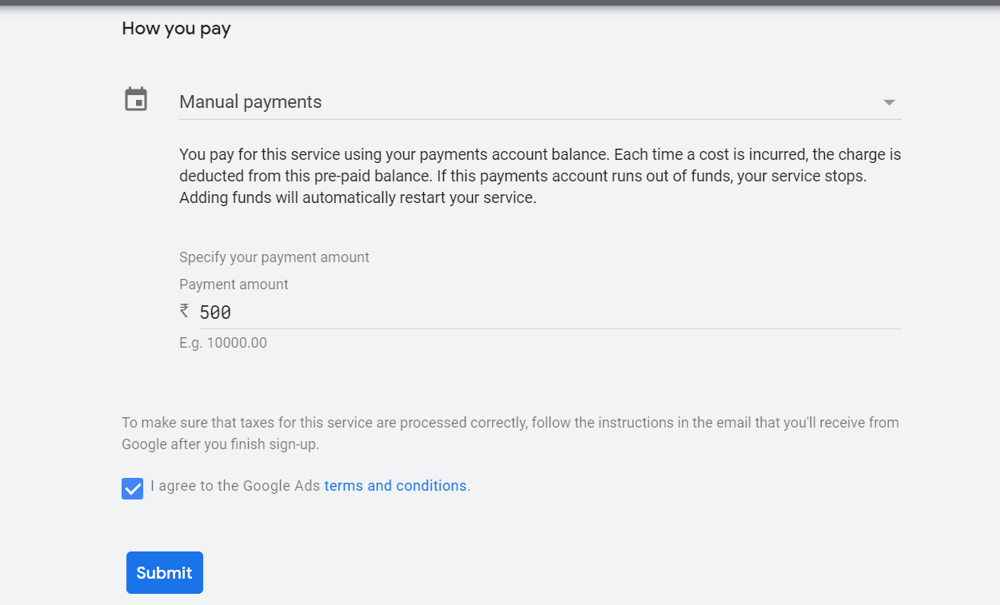 How you pay
Manual payments
You pay for this service using your payments account balance. Each time a cost is incurred, the charge is
deducted from this pre-paid balance. If this payments account runs out of funds, your service stops.
Adding funds will automatically restart your service.
Specify your payment amount
Payment amount
₹ 500
E.g. 10000.00
To make sure that taxes for this service are processed correctly, follow the instructions in the email that you'll receive from
Google after you finish sign-up.
I agree to the Google Ads terms and conditions.
Submit